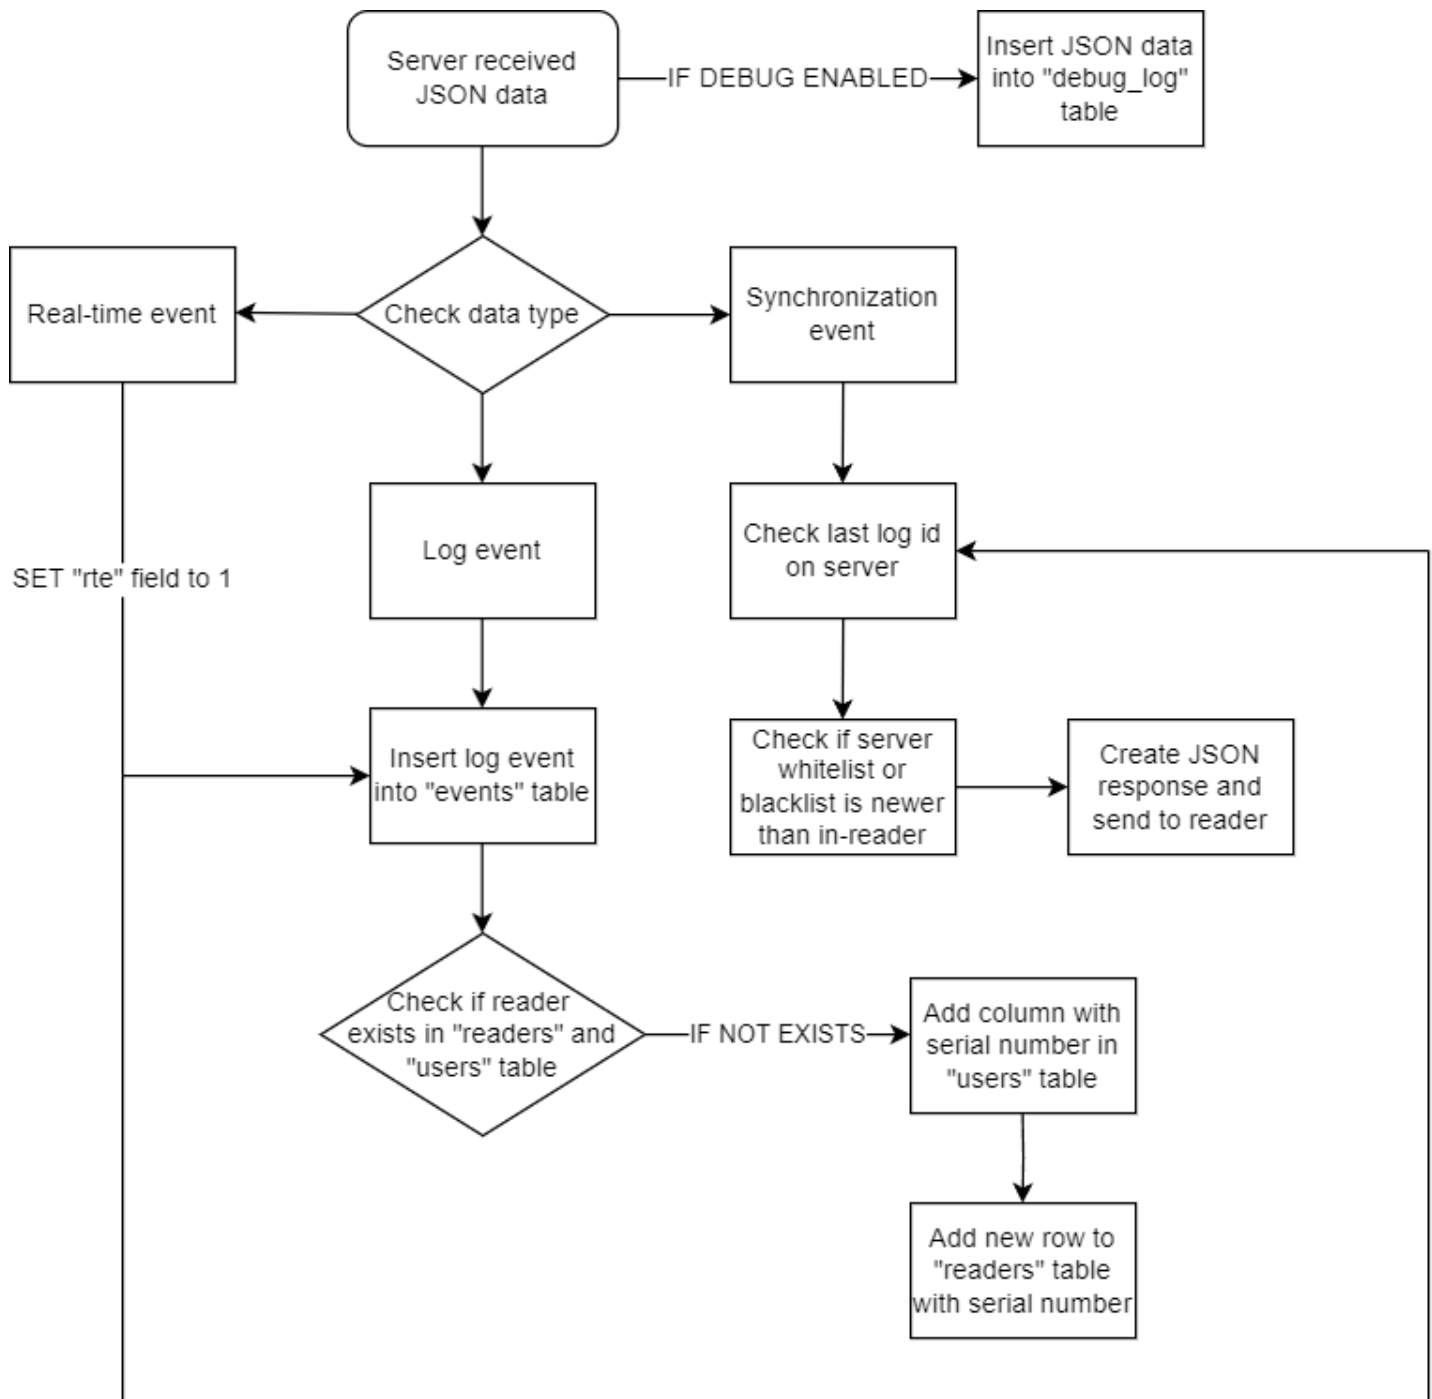 Server received
JSON data
IF DEBUG ENABLED
Insert JSON data
into "debug_log"
table
Real-time event
Check data type
Synchronization
event
Log event
Check last log id
on server
SET "rte" field to 1
Insert log event
into "events" table
Check if server
whitelist or
blacklist is newer
than in-reader
Create JSON
response and
send to reader
Check if reader
exists in "readers" and
"users" table
IF NOT EXISTS
Add column with
serial number in
"users" table
Add new row to
"readers" table
with serial number